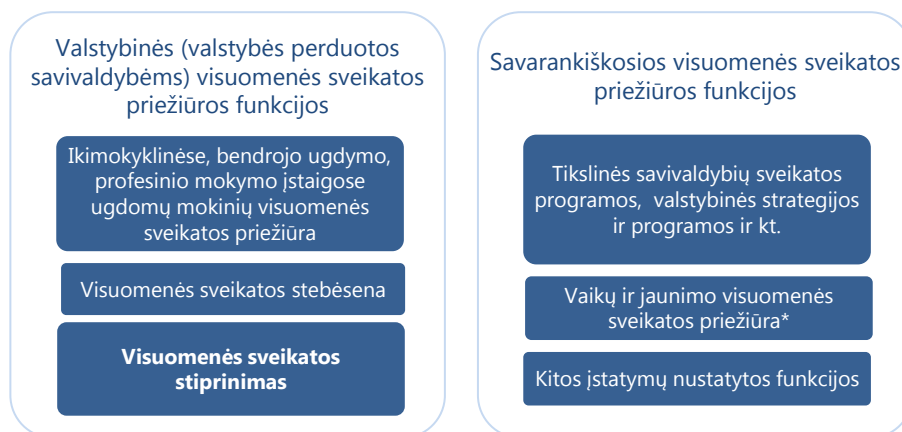 Valstybinės (valstybės perduotos
savivaldybėms) visuomenės sveikatos
priežiūros funkcijos
Ikimokyklinėse, bendrojo ugdymo,
profesinio mokymo įstaigose
ugdomų mokinių visuomenės
sveikatos priežiūra
Visuomenės sveikatos stebėsena
Visuomenės sveikatos
stiprinimas
Savarankiškosios visuomenės sveikatos
priežiūros funkcijos
Tikslinės savivaldybių sveikatos
programos, valstybinės strategijos
ir programos ir kt.
Vaikų ir jaunimo visuomenės
sveikatos priežiūra*
Kitos įstatymų nustatytos funkcijos